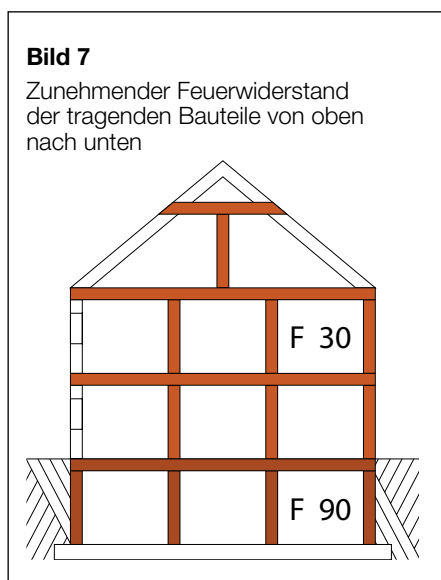 Bild 7
Zunehmender Feuerwiderstand
der tragenden Bauteile von oben
nach unten
F 30
F 90